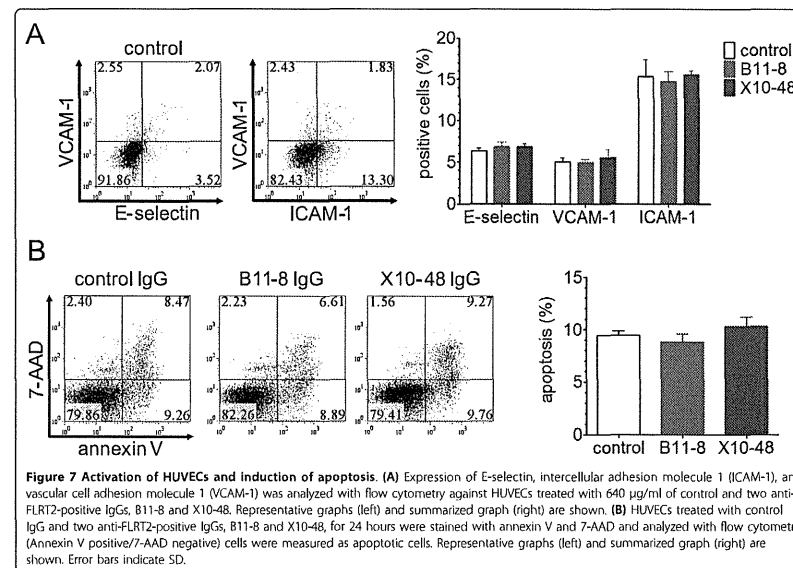 A
control
2.55 2.07
91.86 3.52
VCAM-1
E-selectin
2.43 1.83
82.43 13.30
VCAM-1
ICAM-1
20
15
10
5
0
positive cells (%)
E-selectin VCAM-1 ICAM-1
control
B11-8
X10-48
B
control IgG B11-8 IgG X10-48 IgG
2.40 8.47
79.86 9.26
2.23 6.61
82.26 8.89
1.56 9.27
79.41 9.76
7-AAD
annexin V
15
10
5
0
apoptosis (%)
control B11-8 X10-48
Figure 7 Activation of HUVECs and induction of apoptosis. (A) Expression of E-selectin, intercellular adhesion molecule 1 (ICAM-1), an
vascular cell adhesion molecule 1 (VCAM-1) was analyzed with flow cytometry against HUVECs treated with 640 μg/ml of control and two anti-
FLRT2-positive IgGs, B11-8 and X10-48. Representative graphs (left) and summarized graph (right) are shown. (B) HUVECs treated with control
IgG and two anti-FLRT2-positive IgGs, B11-8 and X10-48, for 24 hours were stained with annexin V and 7-AAD and analyzed with flow cytomet
(Annexin V positive/7-AAD negative) cells were measured as apoptotic cells. Representative graphs (left) and summarized graph (right) are
shown. Error bars indicate SD.